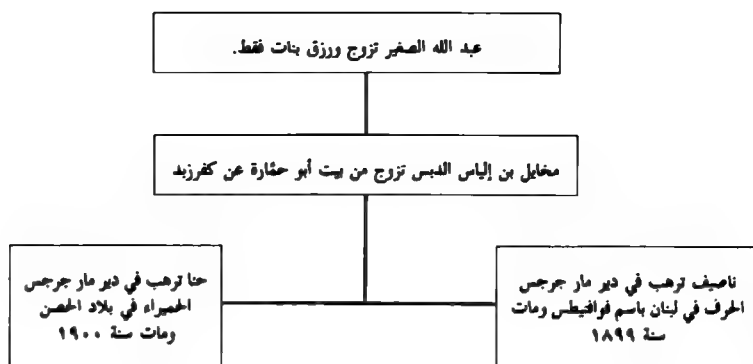 عبد الله الصغير تزوج ورزق بنات فقط.
مخايل بن إلياس الدبس تزوج من بيت أبو حمّارة عن كفرزبد
ناصيف ترهب في دير مار جرجس
الحرف في لبنان باسم فوافنيطس ومات
سنة ١٨٩٩
حنا ترهب في دير مار جرجس
الحميراء في بلاد الحصن
ومات سنة ١٩٠٠